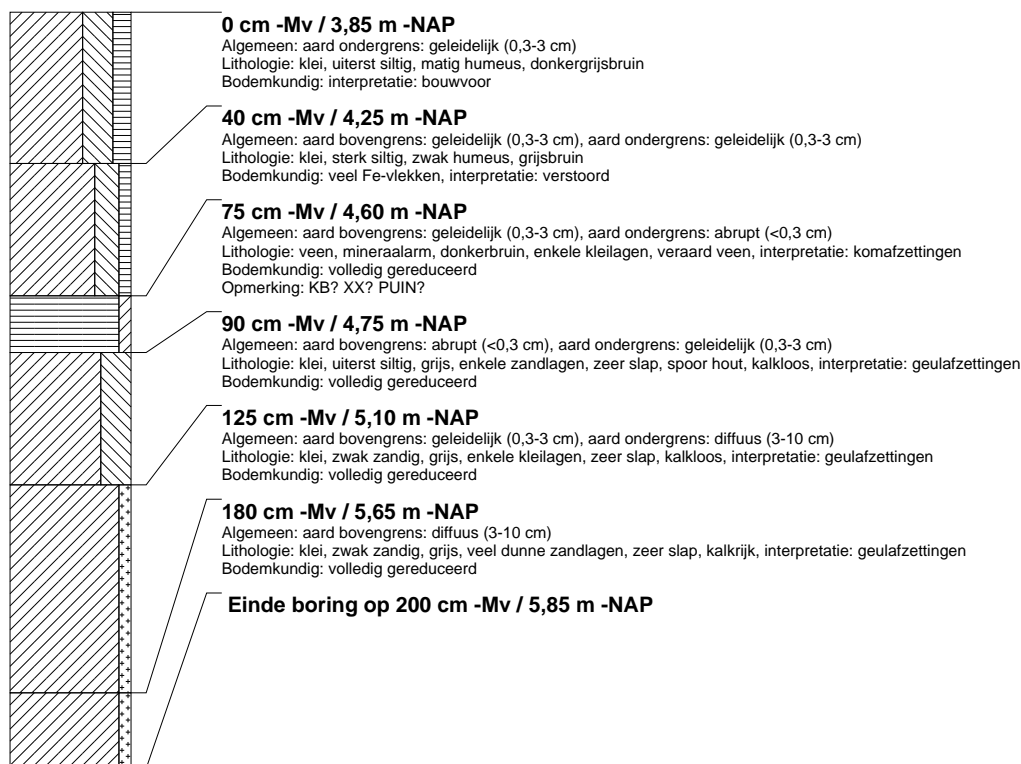 0 cm -Mv / 3,85 m -NAP
Algemeen: aard ondergrens: geleidelijk (0,3-3 cm)
Lithologie: klei, uiterst siltig, matig humeus, donkergrijsbruin
Bodemkundig: interpretatie: bouwvoor
40 cm -Mv / 4,25 m -NAP
Algemeen: aard bovengrens: geleidelijk (0,3-3 cm), aard ondergrens: geleidelijk (0,3-3 cm)
Lithologie: klei, sterk siltig, zwak humeus, grijsbruin
Bodemkundig: veel Fe-vlekken, interpretatie: verstoord
75 cm -Mv / 4,60 m -NAP
Algemeen: aard bovengrens: geleidelijk (0,3-3 cm), aard ondergrens: abrupt (<0,3 cm)
Lithologie: veen, mineraalarm, donkerbruin, enkele kleilagen, veraard veen, interpretatie: komafzettingen
Bodemkundig: volledig gereduceerd
Opmerking: KB? XX? PUIN?
90 cm -Mv / 4,75 m -NAP
Algemeen: aard bovengrens: abrupt (<0,3 cm), aard ondergrens: geleidelijk (0,3-3 cm)
Lithologie: klei, uiterst siltig, grijs, enkele zandlagen, zeer slap, spoor hout, kalkloos, interpretatie: geulafzettingen
Bodemkundig: volledig gereduceerd
125 cm -Mv / 5,10 m -NAP
Algemeen: aard bovengrens: geleidelijk (0,3-3 cm), aard ondergrens: diffuus (3-10 cm)
Lithologie: klei, zwak zandig, grijs, enkele kleilagen, zeer slap, kalkloos, interpretatie: geulafzettingen
Bodemkundig: volledig gereduceerd
180 cm -Mv / 5,65 m -NAP
Algemeen: aard bovengrens: diffuus (3-10 cm)
Lithologie: klei, zwak zandig, grijs, veel dunne zandlagen, zeer slap, kalkrijk, interpretatie: geulafzettingen
Bodemkundig: volledig gereduceerd
Einde boring op 200 cm -Mv / 5,85 m -NAP